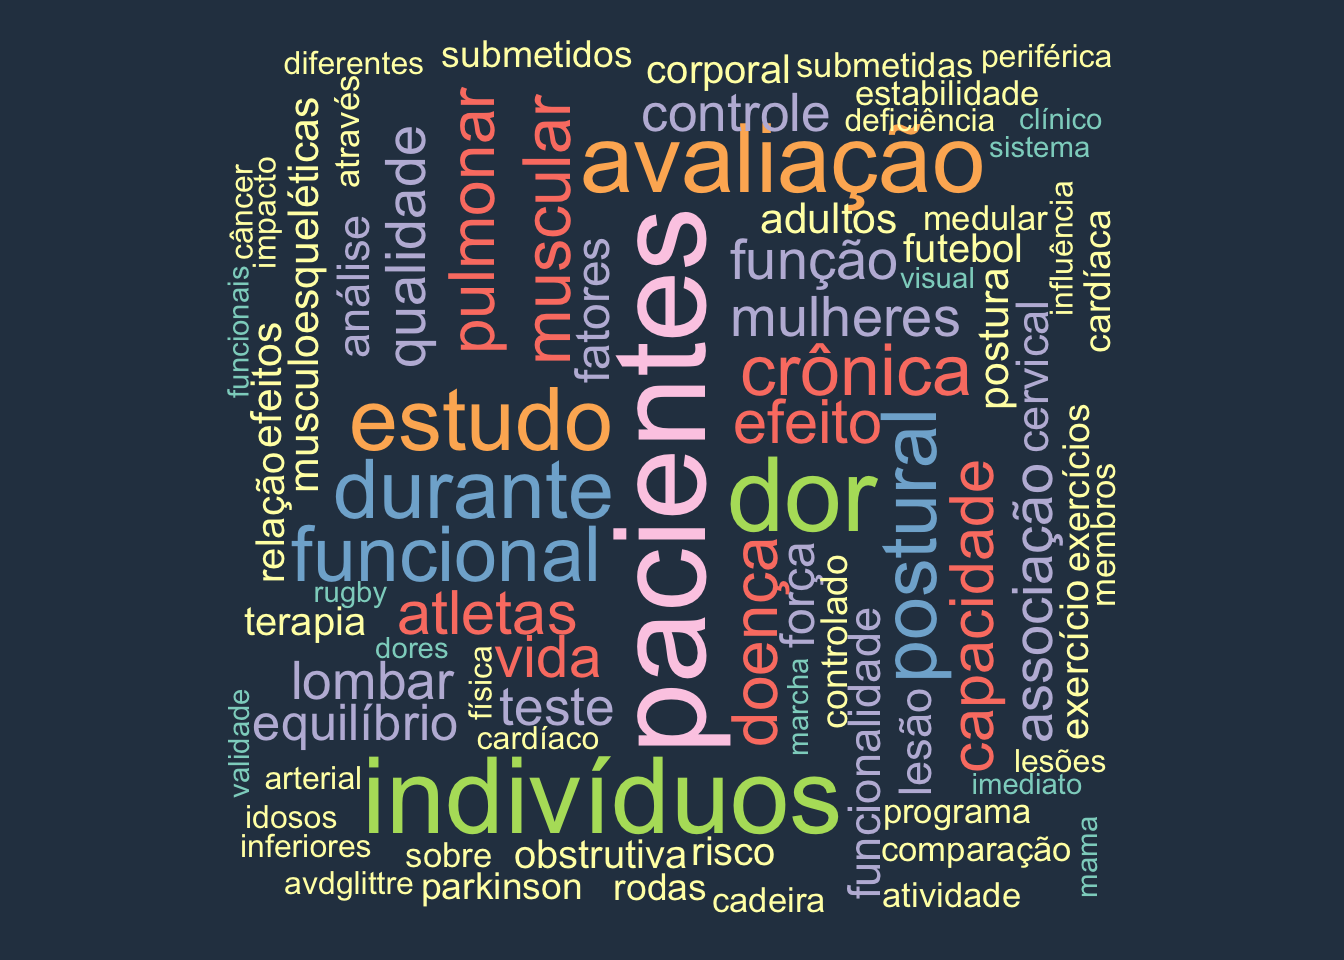 diferentes
submetidos
corporal
submetidas
periférica
estabilidade
controle
deficiência
clínico
sistema
avaliação
através
câncer
impacto
musculoesqueléticas
análise
qualidade
pulmonar
muscular
fatores
pacientes
adultos
medular
futebol
função
visual
influência
cardíaca
mulheres
postura
cervical
funcionais
efeitos
crônica
efeito
estudo
durante
funcional
relação
dor
postural
capacidade
associação
exercícios
membros
rugby
terapia
atletas
dores
vida
física
lombar
teste
equilíbrio
cardíaco
doença
força
controlado
marcha
funcionalidade
lesão
exercício
validade
lesões
imediato
arterial
indivíduos
idosos
inferiores
sobre
obstrutiva
risco
programa
comparação
mama
avdglittre
parkinson
rodas
cadeira
atividade